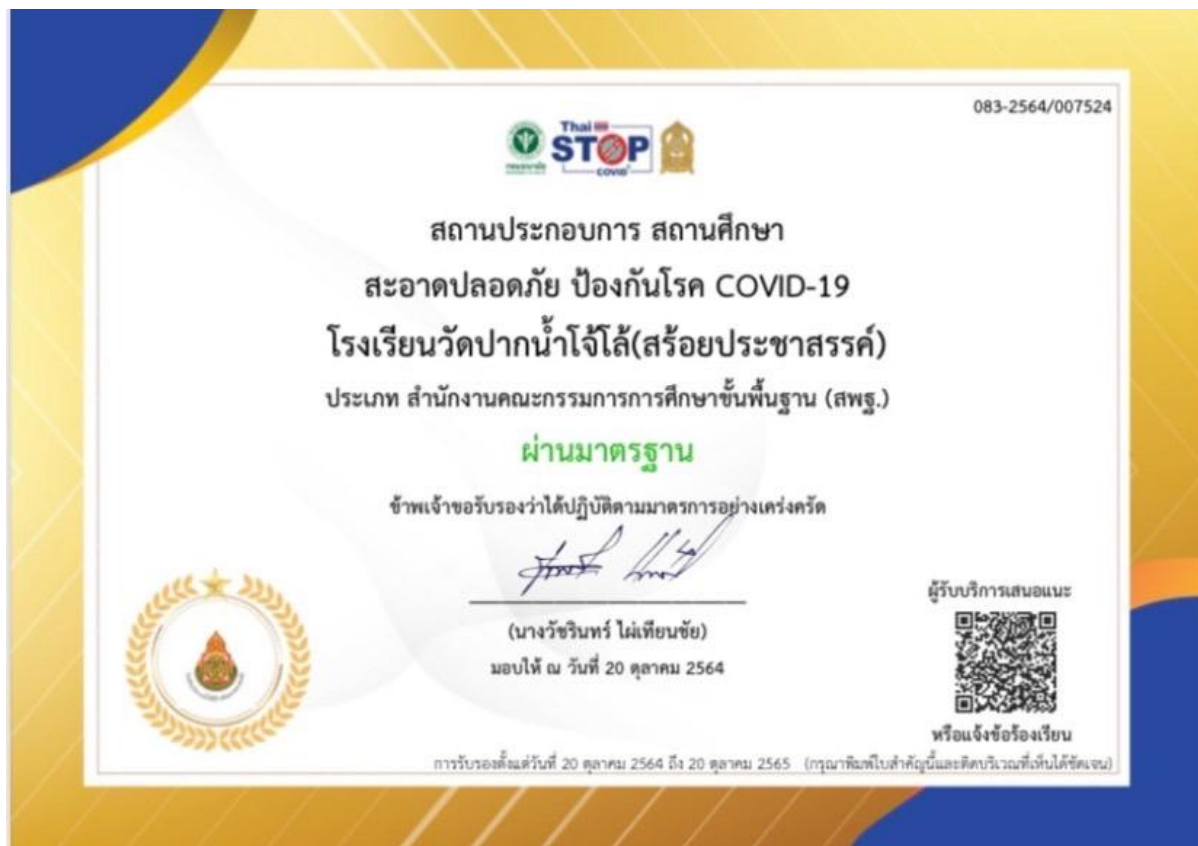 083-2564/007524
Thai
STOP
COVID
สถานประกอบการ สถานศึกษา
สะอาดปลอดภัย ป้องกันโรค COVID-19
โรงเรียนวัดปากน้ำโจ้โล้(สร้อยประชาสรรค์)
ประเภท สำนักงานคณะกรรมการการศึกษาขั้นพื้นฐาน (สพฐ.)
ผ่านมาตรฐาน
ข้าพเจ้าขอรับรองว่าได้ปฏิบัติตามมาตรการอย่างเคร่งครัด
(นางวัชรินทร์ ไผ่เทียนชัย)
มอบให้ ณ วันที่ 20 ตุลาคม 2564
ผู้รับบริการเสนอแนะ
หรือแจ้งข้อร้องเรียน
การรับรองตั้งแต่วันที่ 20 ตุลาคม 2564 ถึง 20 ตุลาคม 2565 (กรุณาพิมพ์ใบสำคัญนี้และติดบริเวณที่เห็นได้ชัดเจน)